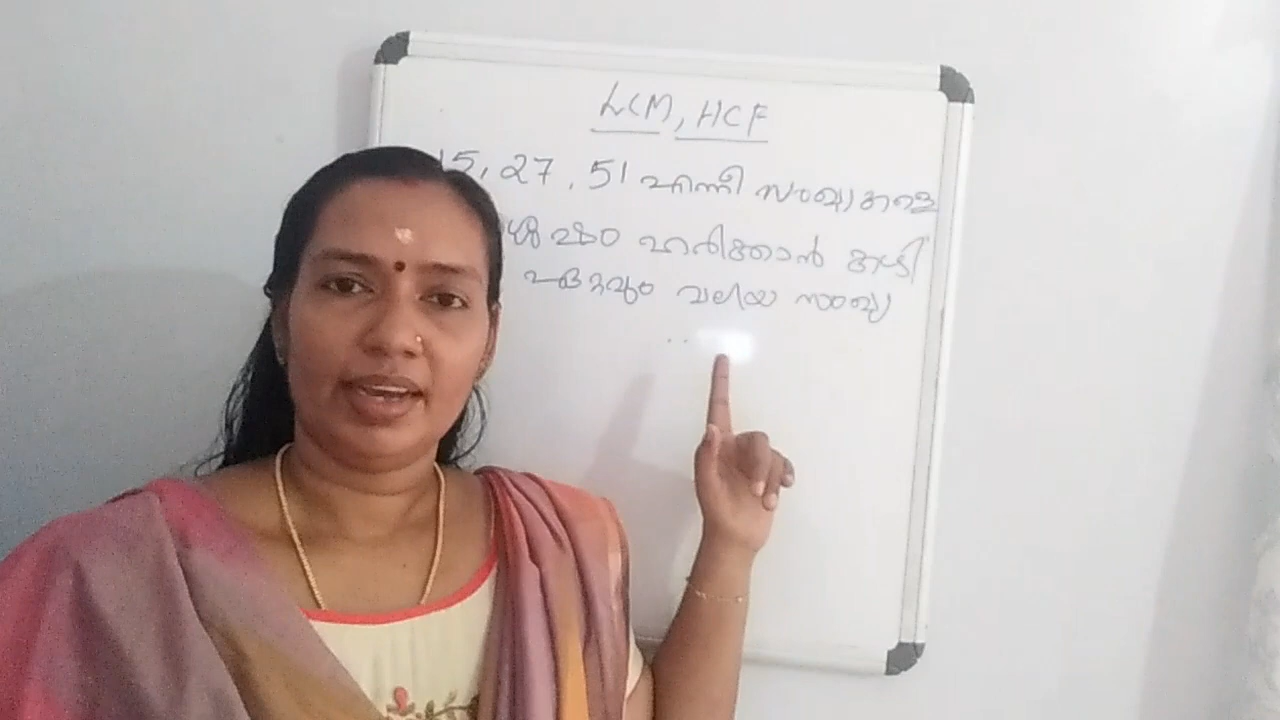 LCM, HCF
15, 27, 51 എന്നീ സംഖ്യകളെ
ഹരിക്കാൻ കഴി
ഏറ്റവും വലിയ സംഖ്യ